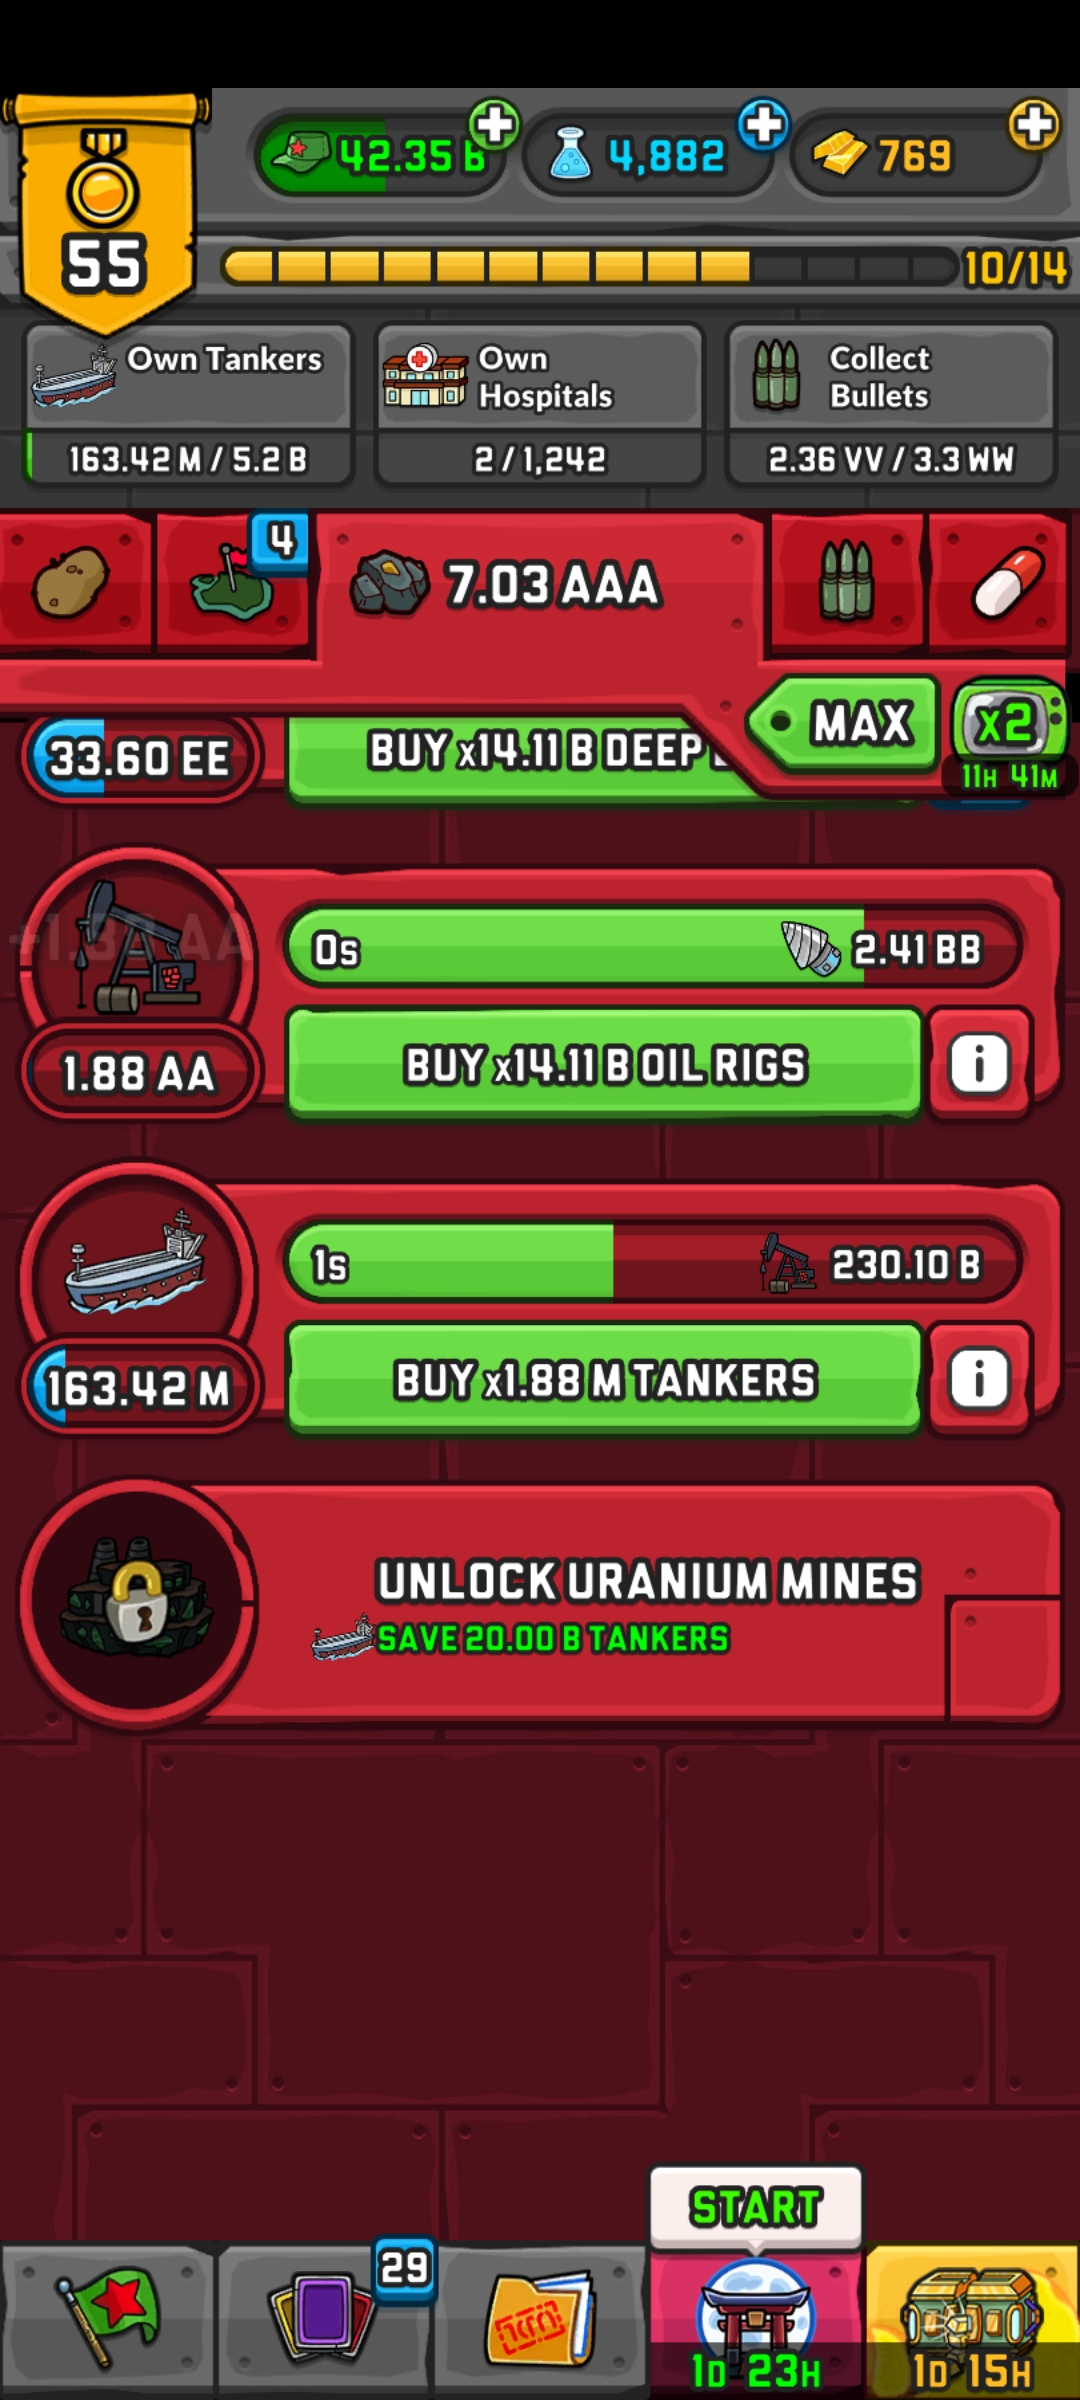 42.35 B
4,882
769
55
10/14
Own Tankers
163.42 M / 5.2 B
Own
Hospitals
2 / 1,242
Collect
Bullets
2.36 VV / 3.3 WW
4
7.03 AAA
MAX
x2
11H 41M
33.60 EE
BUY x14.11 B DEEP
0s
2.41 BB
1.88 AA
BUY x14.11 B OIL RIGS
i
1s
230.10 B
163.42 M
BUY x1.88 M TANKERS
i
UNLOCK URANIUM MINES
SAVE 20.00 B TANKERS
START
29
1D 23H
1D 15H